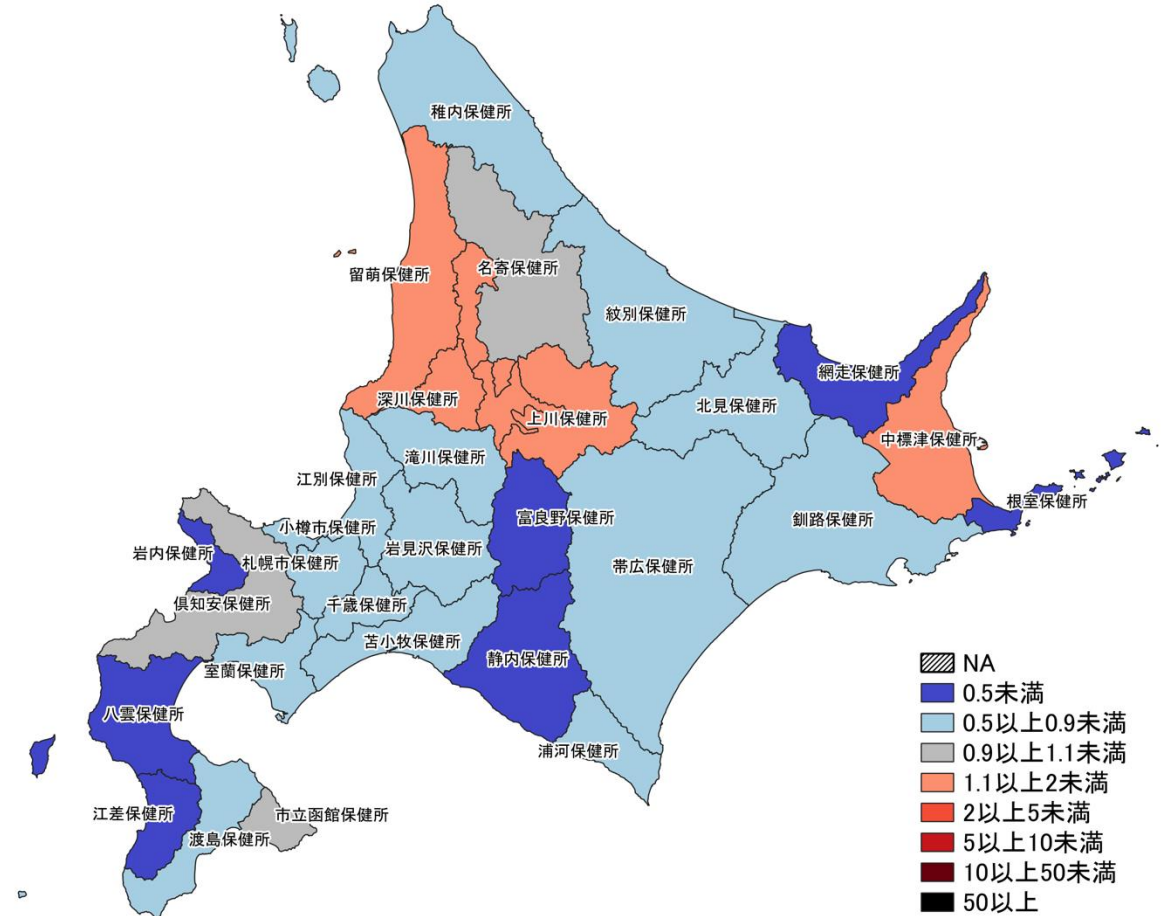 稚内保健所
名寄保健所
留萌保健所
紋別保健所
網走保健所
深川保健所
北見保健所
上川保健所
中標津保健所
滝川保健所
江別保健所
根室保健所
富良野保健所
釧路保健所
小樽市保健所
岩見沢保健所
岩内保健所
札幌市保健所
帯広保健所
倶知安保健所
千歳保健所
苫小牧保健所
静内保健所
室蘭保健所
八雲保健所
浦河保健所
江差保健所
市立函館保健所
渡島保健所
NA
0.5未満
0.5以上0.9未満
0.9以上1.1未満
1.1以上2未満
2以上5未満
5以上10未満
10以上50未満
50以上